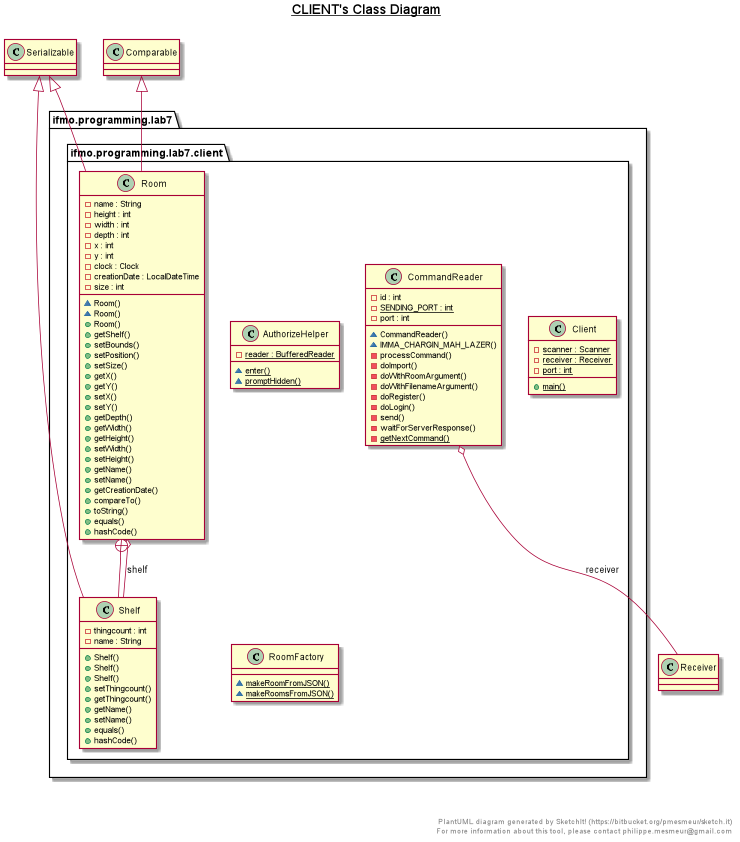 CLIENT's Class Diagram
C Serializable
C Comparable
ifmo.programming.lab7
ifmo.programming.lab7.client
C Room
name : String
height : int
width : int
depth : int
x : int
y : int
clock : Clock
creationDate : LocalDateTime
size : int
Room()
Room()
Room()
getShelf()
setBounds()
setPosition()
setSize()
getX()
getY()
setX()
setY()
getDepth()
getWidth()
getHeight()
setWidth()
setHeight()
getName()
setName()
getCreationDate()
compareTo()
toString()
equals()
hashCode()
C AuthorizeHelper
reader : BufferedReader
enter()
promptHidden()
C CommandReader
id : int
SENDING_PORT : int
port : int
CommandReader()
IMMA_CHARGIN_MAH_LAZER()
processCommand()
doImport()
doWithRoomArgument()
doWithFilenameArgument()
doRegister()
doLogin()
send()
waitForServerResponse()
getNextCommand()
C Client
scanner : Scanner
receiver : Receiver
port : int
main()
shelf
receiver
C Shelf
thingcount : int
name : String
Shelf()
Shelf()
Shelf()
setThingcount()
getThingcount()
getName()
setName()
equals()
hashCode()
C RoomFactory
makeRoomFromJSON()
makeRoomsFromJSON()
C Receiver
PlantUML diagram generated by SketchIt! (https://bitbucket.org/pmesmeur/sketch.it)
For more information about this tool, please contact philippe.mesmeur@gmail.com